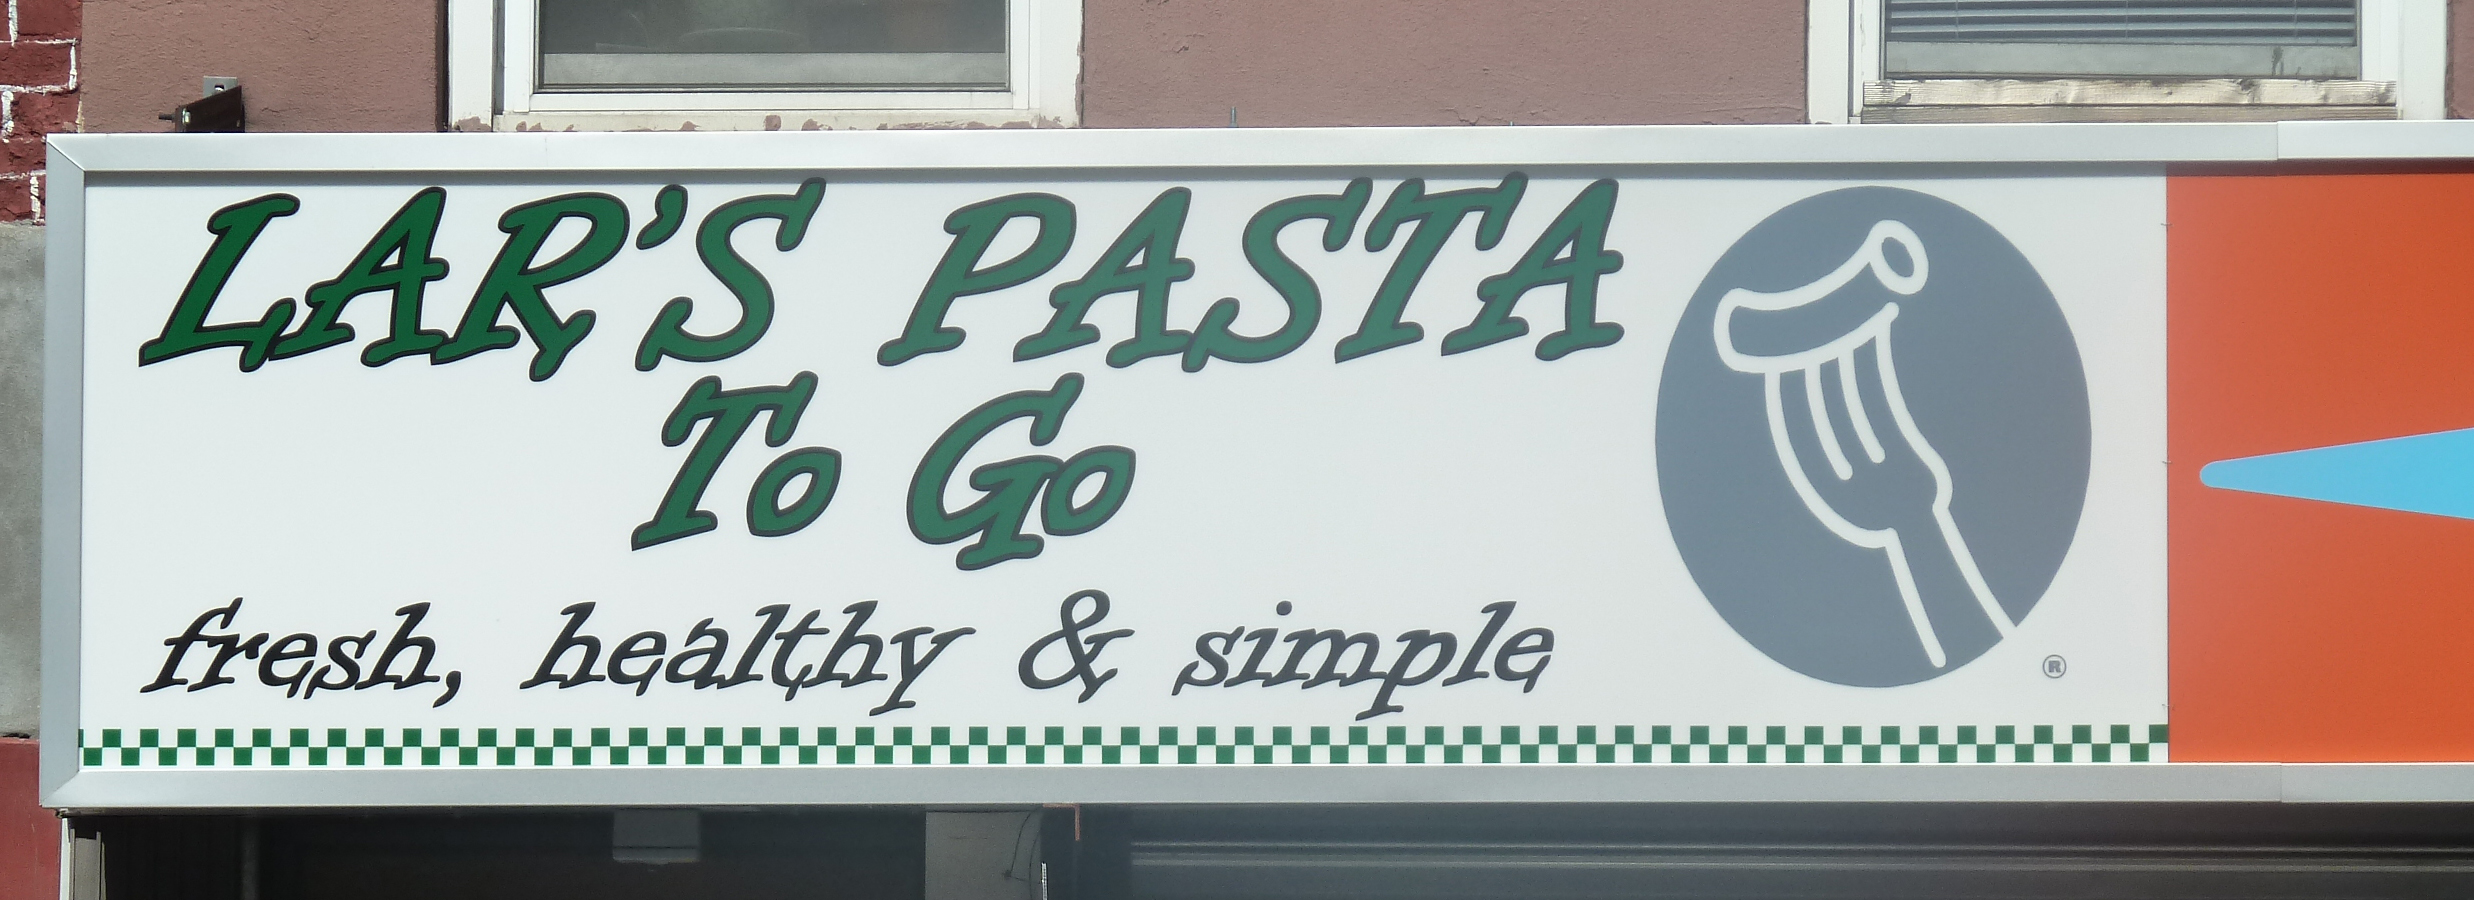 LAR'S PASTA
To Go
fresh, healthy & simple
®